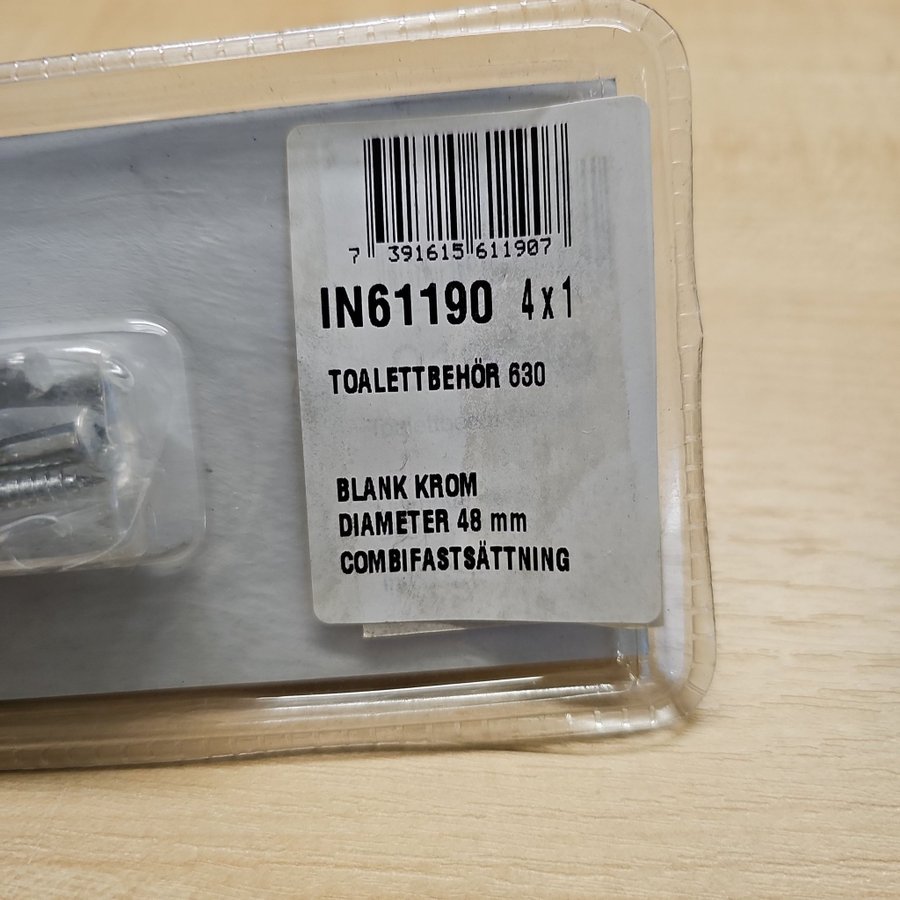 7 391615 611907
IN61190 4x1
TOALETTBEHÖR 630
BLANK KROM
DIAMETER 48 mm
COMBIFASTSÄTTNING